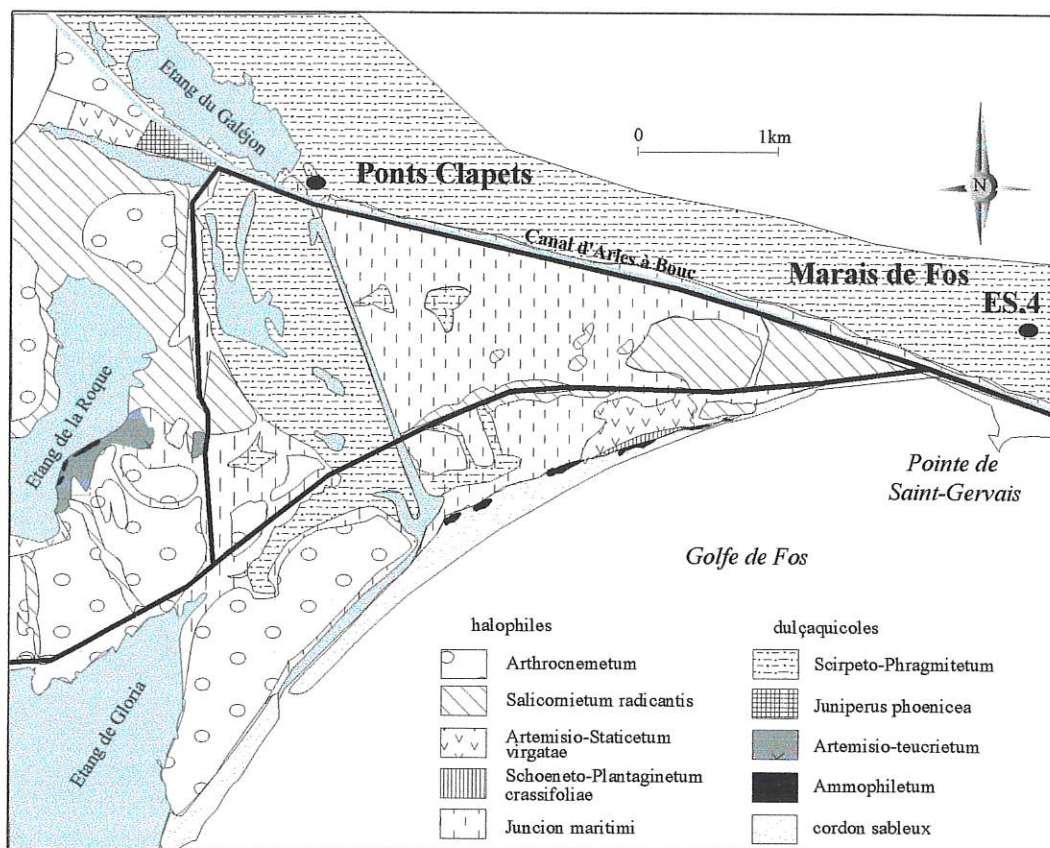 Etang du Galéjon
0 1km
Ponts Clapets
N
Canal d'Arles à Bouc
Marais de Fos
ES.4
Etang de la Roque
Pointe de
Saint-Gervais
Golfe de Fos
Etang de Gloria
halophiles
Arthrocnemetum
Salicornietum radicantis
Artemisio-Staticetum
virgatae
Schoeneto-Plantaginetum
crassifoliae
Juncion maritimi
dulçaquicoles
Scirpeto-Phragmitetum
Juniperus phoenicea
Artemisio-teucrietum
Ammophiletum
cordon sableux